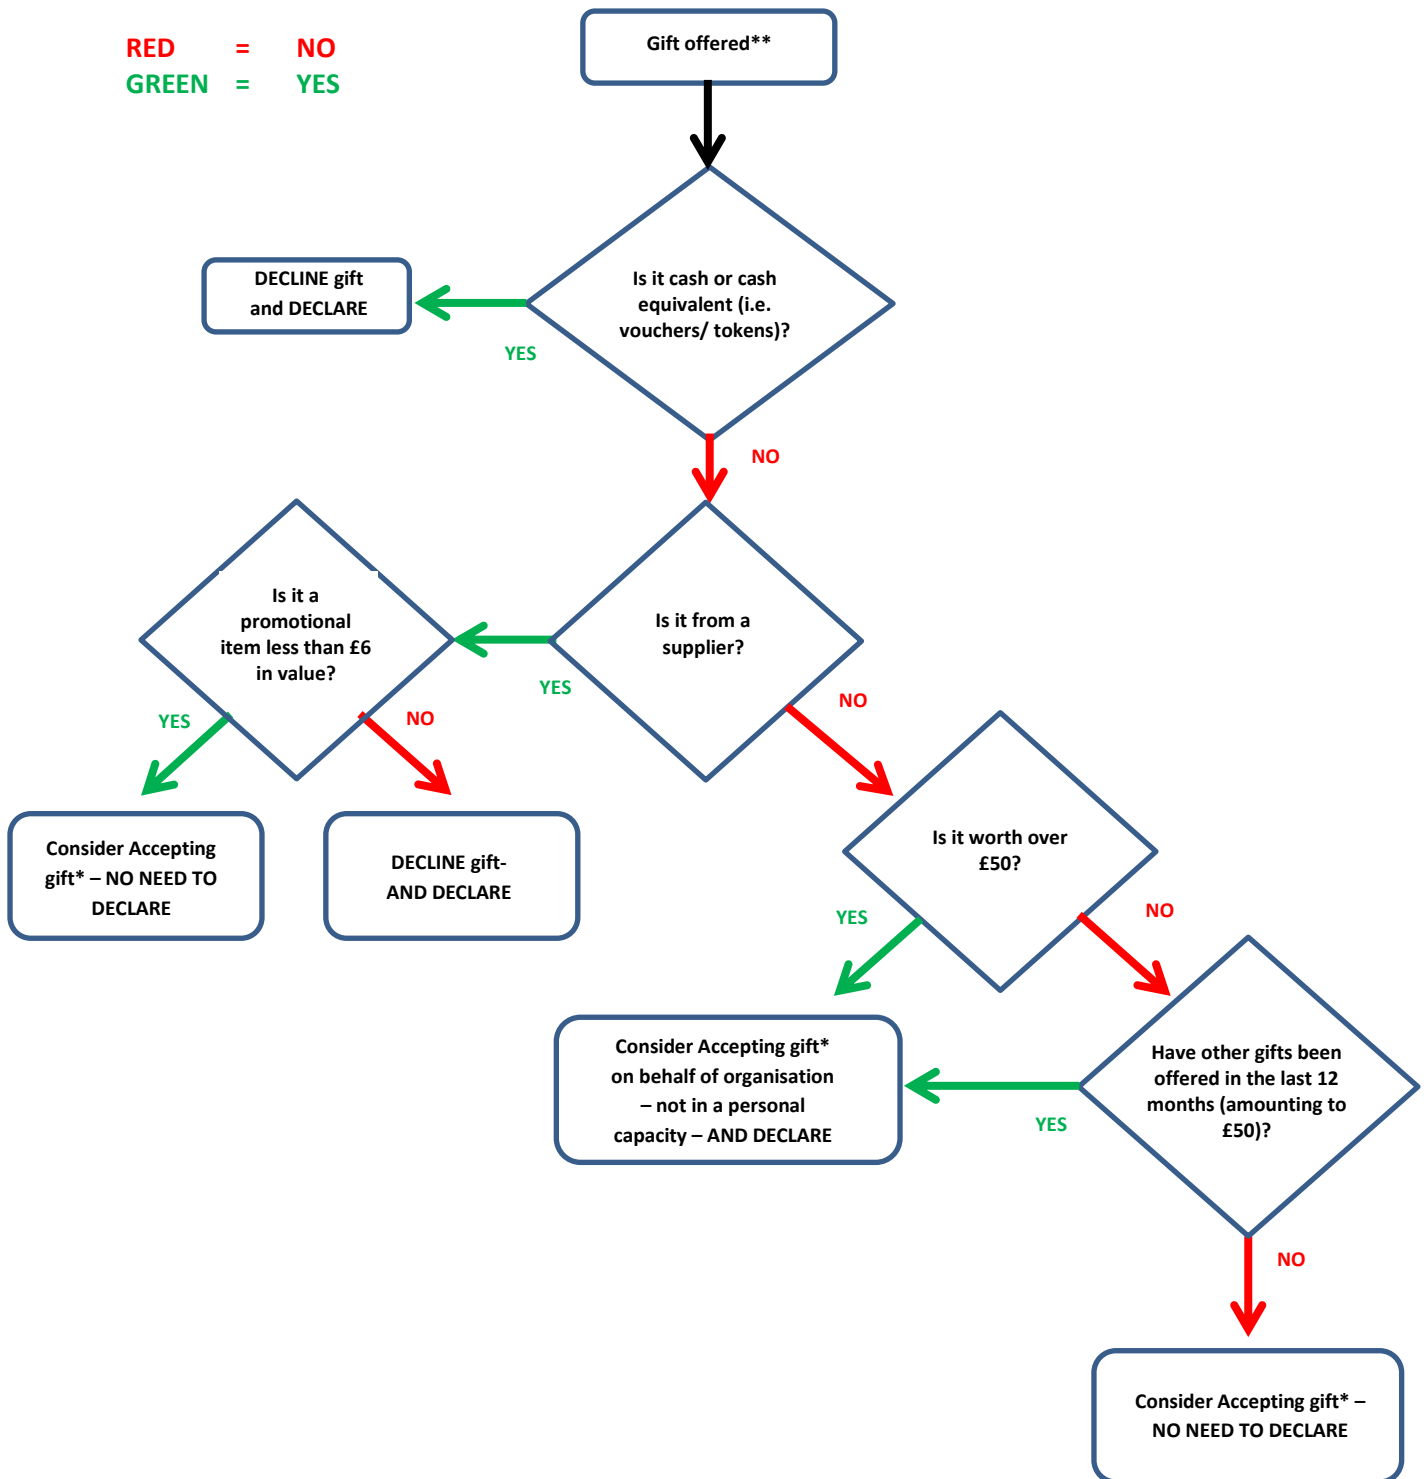 RED = NO
GREEN = YES
Gift offered**
Is it cash or cash
equivalent (i.e.
vouchers/ tokens)?
DECLINE gift
and DECLARE
YES
NO
Is it from a
supplier?
Is it a
promotional
item less than £6
in value?
YES
NO
YES
NO
Consider Accepting
gift* – NO NEED TO
DECLARE
DECLINE gift-
AND DECLARE
Is it worth over
£50?
YES
NO
Consider Accepting gift*
on behalf of organisation
– not in a personal
capacity – AND DECLARE
Have other gifts been
offered in the last 12
months (amounting to
£50)?
YES
NO
Consider Accepting gift* –
NO NEED TO DECLARE